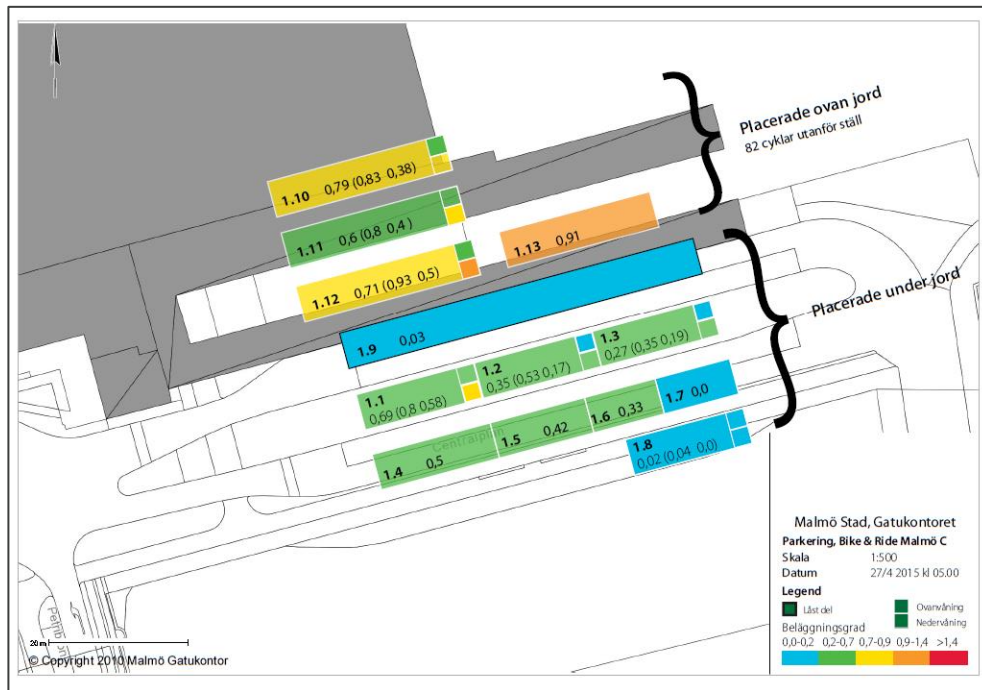 Placerade ovan jord
82 cyklar utanför ställ
1.10 0,79 (0,83 0,38)
1.11 0,6 (0,8 0,4 )
1.13 0,91
1.12 0,71 (0,93 0,5)
Placerade under jord
1.9 0,03
1.3
0,27 (0,35 0,19)
1.2
0,35 (0,53 0,17)
1.1
0,69 (0,8 0,58)
1.7 0,0
1.6 0,33
1.5 0,42
Centralplan
1.4 0,5
1.8
0,02 (0,04 0,0)
Malmö Stad, Gatukontoret
Parkering, Bike & Ride Malmö C
Skala 1:500
Datum 27/4 2015 kl 05.00
Legend
Låst del
Ovanvåning
Nedervåning
Beläggningsgrad
0,0-0,2 0,2-0,7 0,7-0,9 0,9-1,4 >1,4
20 m
© Copyright 2010 Malmö Gatukontor